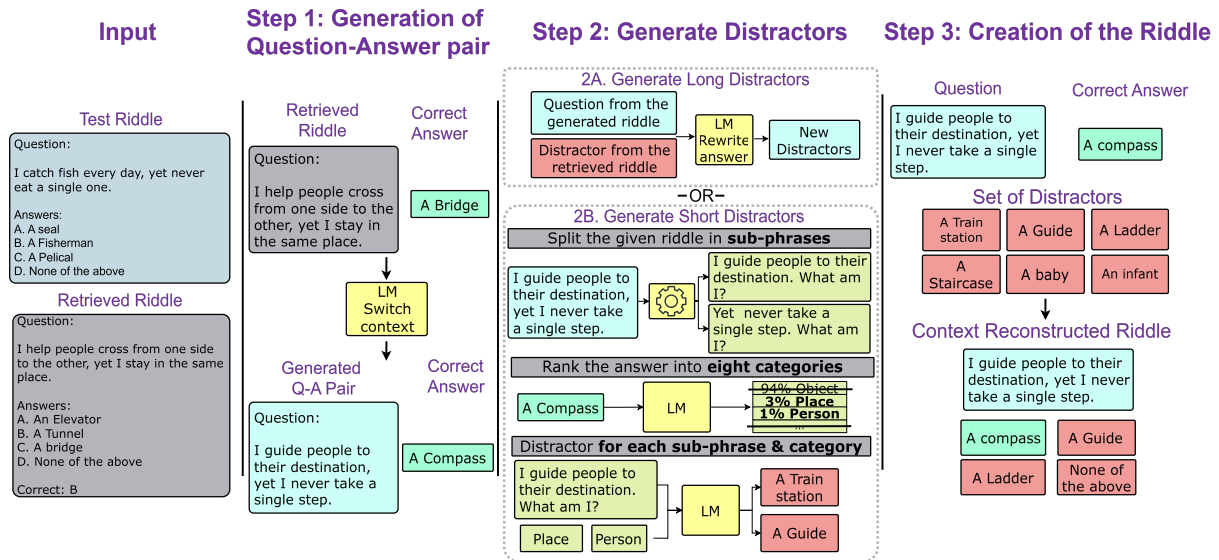 Input
Test Riddle
Question:
I catch fish every day, yet never
eat a single one.
Answers:
A. A seal
B. A Fisherman
C. A Pelical
D. None of the above
Retrieved Riddle
Question:
I help people cross from one side
to the other, yet I stay in the same
place.
Answers:
A. An Elevator
B. A Tunnel
C. A bridge
D. None of the above
Correct: B
Step 1: Generation of
Question-Answer pair
Retrieved
Riddle
Correct
Answer
Question:
I help people cross
from one side to the
other, yet I stay in
the same place.
A Bridge
LM
Switch
context
Generated
Q-A Pair
Correct
Answer
Question:
I guide people to
their destination,
yet I never take a
single step.
A Compass
Step 2: Generate Distractors
2A. Generate Long Distractors
Question from the
generated riddle
Distractor from the
retrieved riddle
LM
Rewrite
answer
New
Distractors
–OR–
2B. Generate Short Distractors
Split the given riddle in sub-phrases
I guide people to
their destination,
yet I never take a
single step.
I guide people to their
destination. What am
I?
Yet never take a
single step. What am
I?
Rank the answer into eight categories
A Compass
LM
94% Object
3% Place
1% Person
...
Distractor for each sub-phrase & category
I guide people to
their destination.
What am I?
Place
Person
LM
A Train
station
A Guide
Step 3: Creation of the Riddle
Question
Correct Answer
I guide people to
their destination, yet
I never take a single
step.
A compass
Set of Distractors
A Train
station
A Guide
A Ladder
A
Staircase
A baby
An infant
Context Reconstructed Riddle
I guide people to their
destination, yet I never
take a single step.
A compass
A Guide
A Ladder
None of
the above